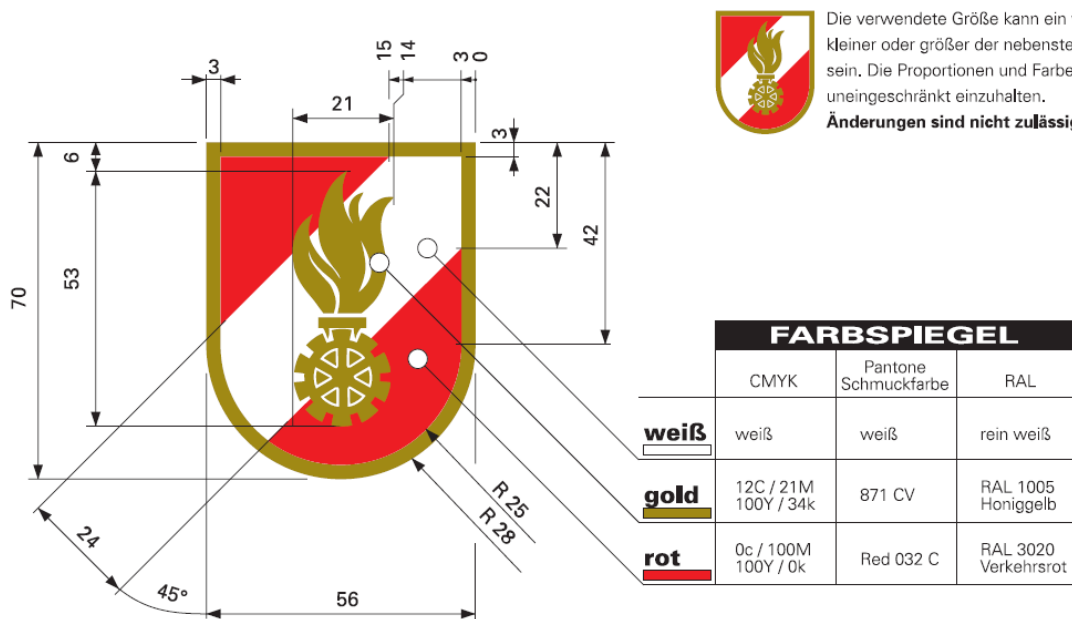 Die verwendete Größe kann ein
kleiner oder größer der nebenste
sein. Die Proportionen und Farbe
uneingeschränkt einzuhalten.
Änderungen sind nicht zulässig
3
15
14
3
0
21
3
6
22
42
53
70
R 25
R 28
24
45°
56
FARBSPIEGEL
CMYK
Pantone
Schmuckfarbe
RAL
weiß
weiß
weiß
rein weiß
gold
12C / 21M
100Y / 34k
871 CV
RAL 1005
Honiggelb
rot
0c / 100M
100Y / 0k
Red 032 C
RAL 3020
Verkehrsrot